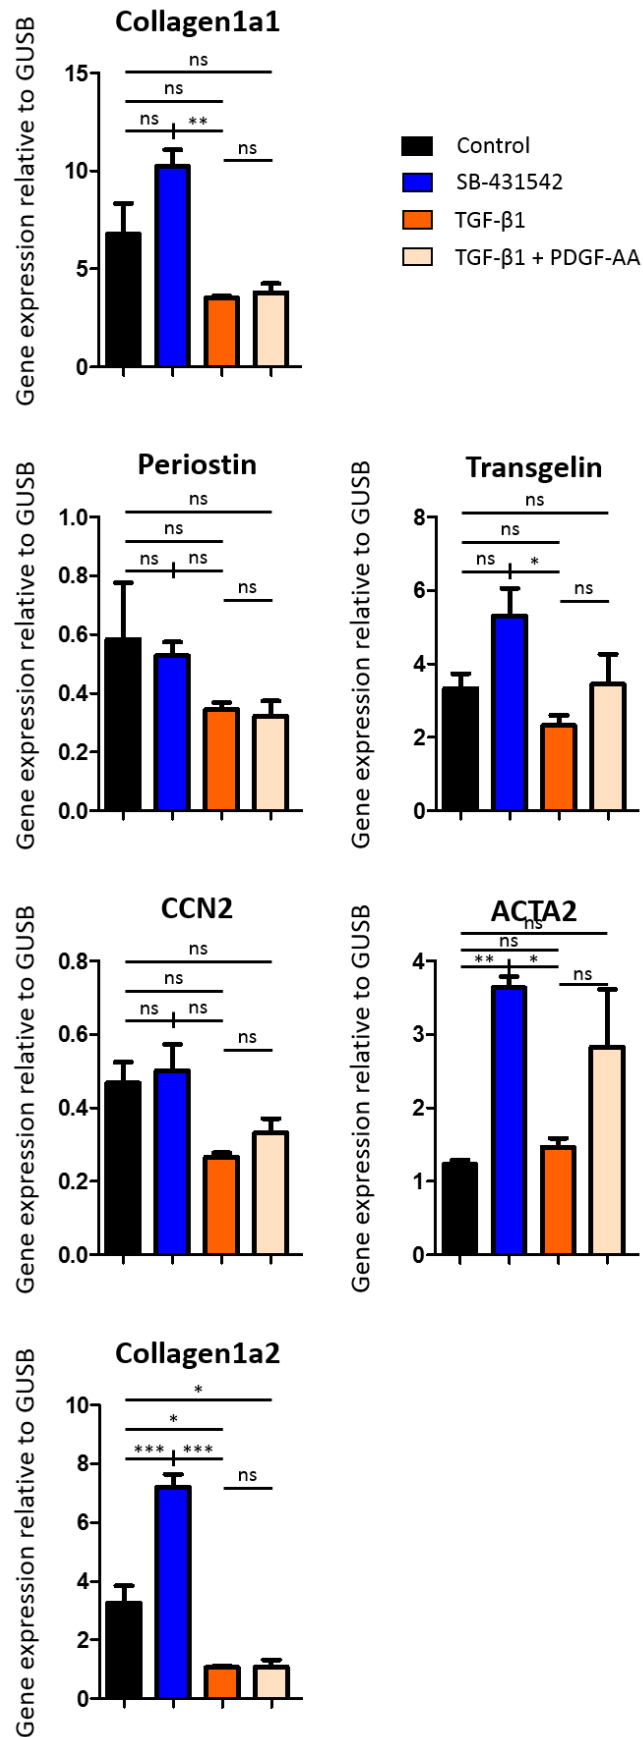 Collagen1a1
Gene expression relative to GUSB
15
10
5
0
ns
ns
ns
**
ns
Control
SB-431542
TGF-β1
TGF-β1 + PDGF-AA
Periostin
Gene expression relative to GUSB
1.0
0.8
0.6
0.4
0.2
0.0
ns
ns
ns
ns
ns
Transgelin
Gene expression relative to GUSB
8
6
4
2
0
ns
ns
ns
*
ns
CCN2
Gene expression relative to GUSB
0.8
0.6
0.4
0.2
0.0
ns
ns
ns
ns
ns
ACTA2
Gene expression relative to GUSB
4
3
2
1
0
ns
ns
**
*
ns
Collagen1a2
Gene expression relative to GUSB
10
8
6
4
2
0
*
*
***
***
ns